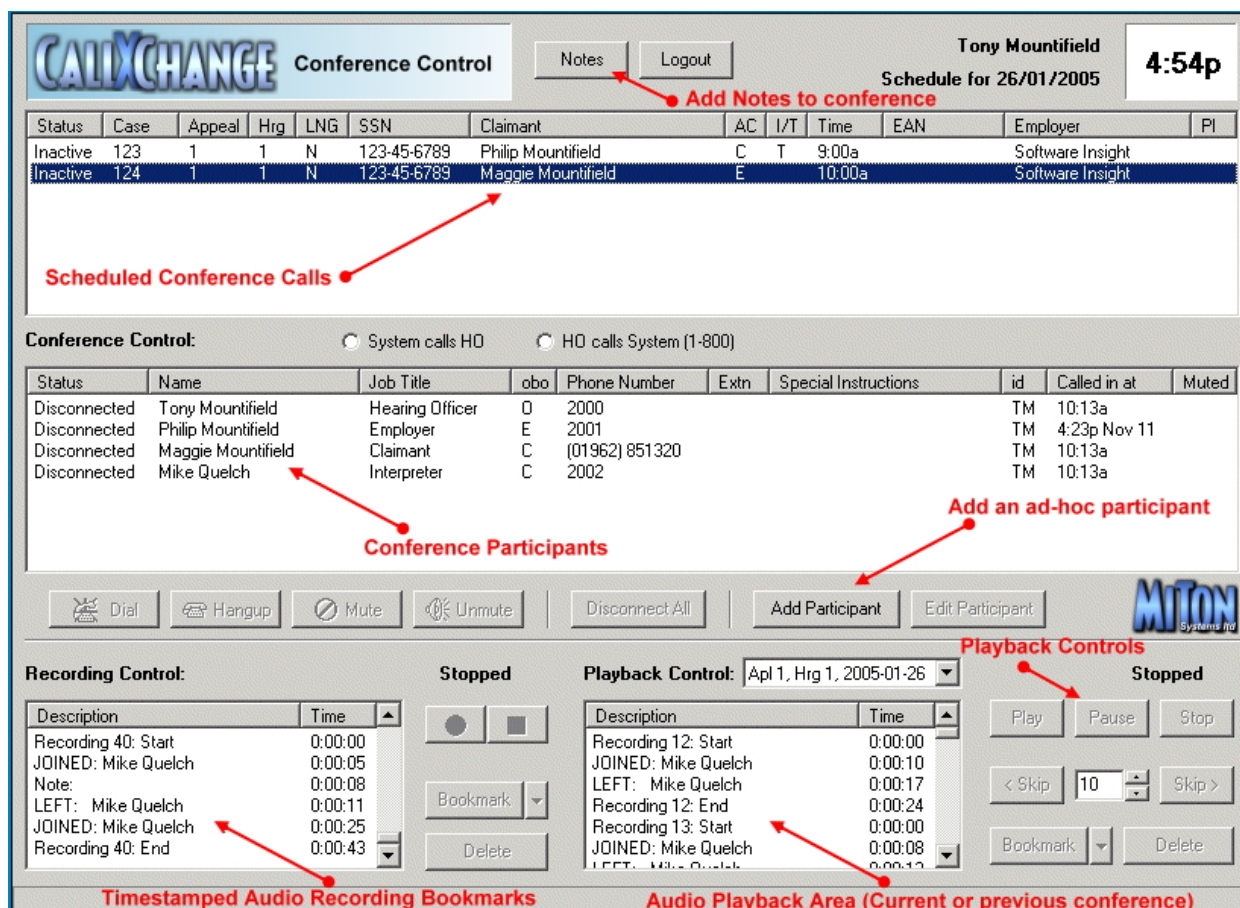 CALLXCHANGE Conference Control Notes Logout Tony Mountifield 4:54p
Schedule for 26/01/2005
Add Notes to conference
Status Case Appeal Hrg LNG SSN Claimant AC I/T Time EAN Employer PI
Inactive 123 1 1 N 123-45-6789 Philip Mountifield C T 9:00a Software Insight
Inactive 124 1 1 N 123-45-6789 Maggie Mountifield E 10:00a Software Insight
Scheduled Conference Calls
Conference Control: System calls HO HO calls System (1-800)
Status Name Job Title obo Phone Number Extn Special Instructions id Called in at Muted
Disconnected Tony Mountifield Hearing Officer O 2000 TM 10:13a
Disconnected Philip Mountifield Employer E 2001 TM 4:23p Nov 11
Disconnected Maggie Mountifield Claimant C (01962) 851320 TM 10:13a
Disconnected Mike Quelch Interpreter C 2002 TM 10:13a
Add an ad-hoc participant
Conference Participants
Dial Hangup Mute Unmute Disconnect All Add Participant Edit Participant MITON
Systems ltd
Playback Controls
Recording Control: Stopped Playback Control: Apl 1, Hrg 1, 2005-01-26 Stopped
Description Time
Recording 40: Start 0:00:00
JOINED: Mike Quelch 0:00:05
Note: 0:00:08
LEFT: Mike Quelch 0:00:11
JOINED: Mike Quelch 0:00:25
Recording 40: End 0:00:43
Bookmark
Delete
Description Time
Recording 12: Start 0:00:00
JOINED: Mike Quelch 0:00:10
LEFT: Mike Quelch 0:00:17
Recording 12: End 0:00:24
Recording 13: Start 0:00:00
JOINED: Mike Quelch 0:00:08
LEFT: Mike Quelch 0:00:12
Play Pause Stop
< Skip 10 Skip >
Bookmark Delete
Timestamped Audio Recording Bookmarks
Audio Playback Area (Current or previous conference)